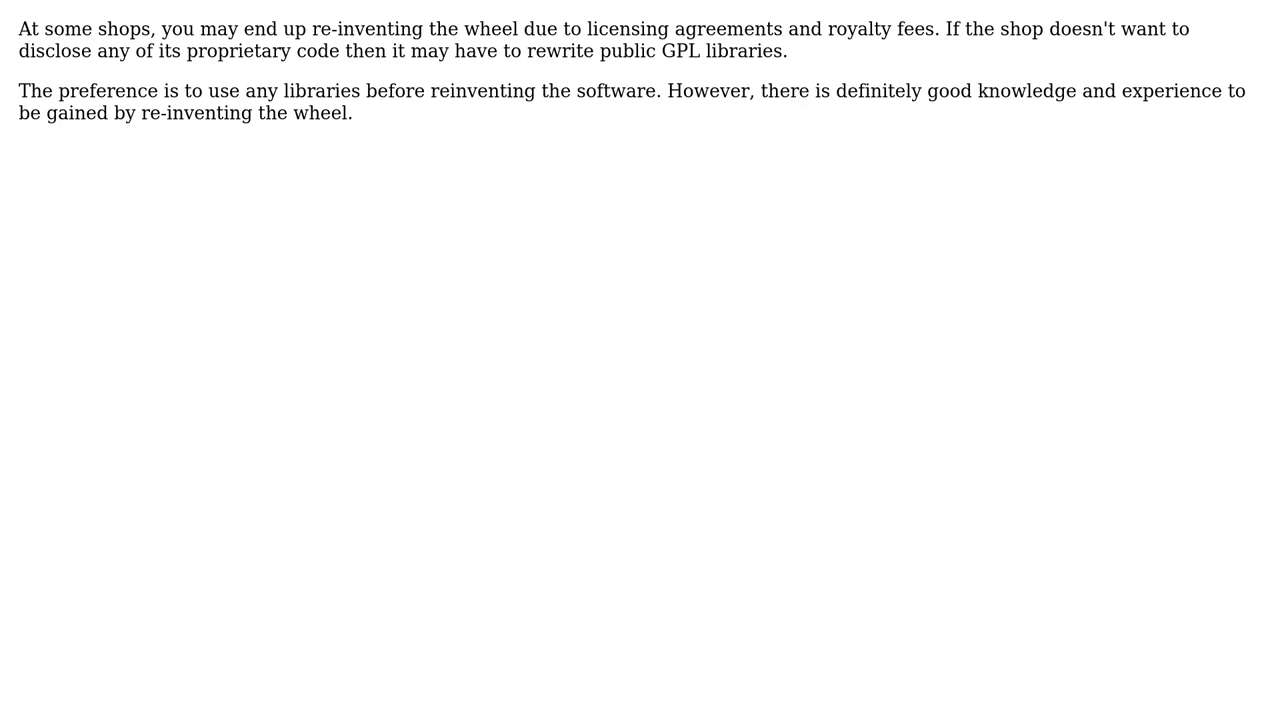 At some shops, you may end up re-inventing the wheel due to licensing agreements and royalty fees. If the shop doesn't want to
disclose any of its proprietary code then it may have to rewrite public GPL libraries.
The preference is to use any libraries before reinventing the software. However, there is definitely good knowledge and experience to
be gained by re-inventing the wheel.